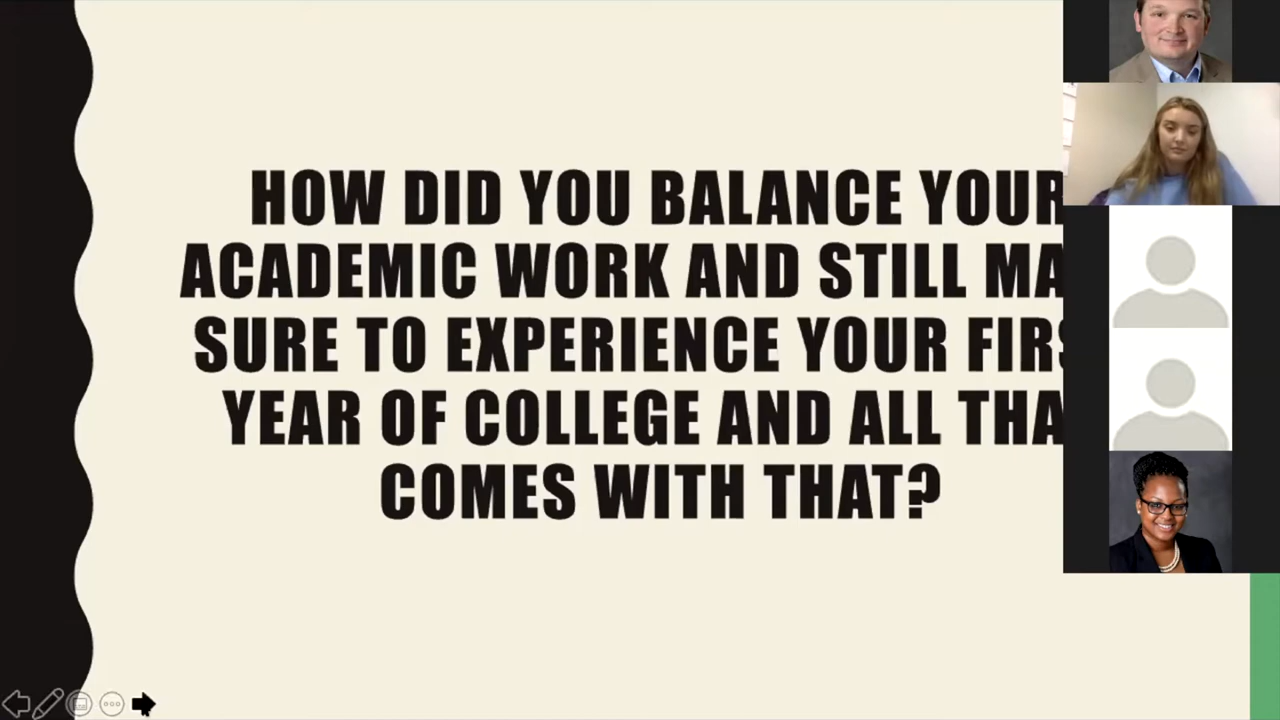 HOW DID YOU BALANCE YOUR
ACADEMIC WORK AND STILL MA
SURE TO EXPERIENCE YOUR FIRS
YEAR OF COLLEGE AND ALL THA
COMES WITH THAT?